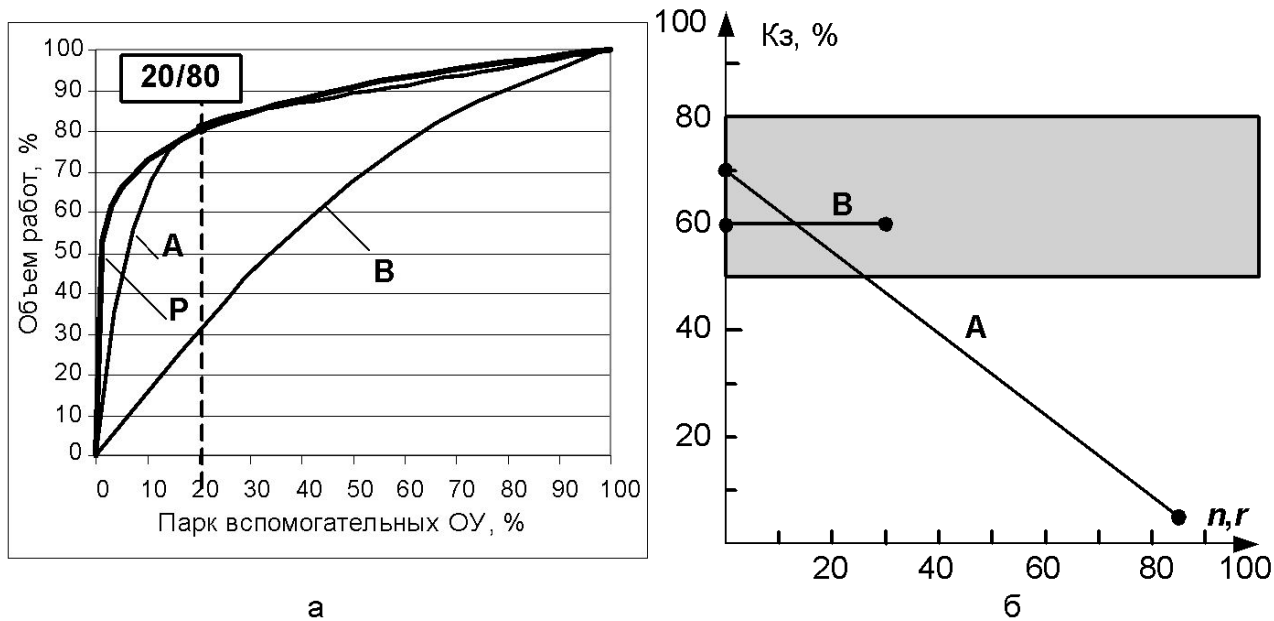 Объем работ, %
100
90
80
70
60
50
40
30
20
10
0
20/80
A
P
B
0 10 20 30 40 50 60 70 80 90 100
Парк вспомогательных ОУ, %
а
100
Кз, %
80
60
40
20
B
A
n,r
20 40 60 80 100
б